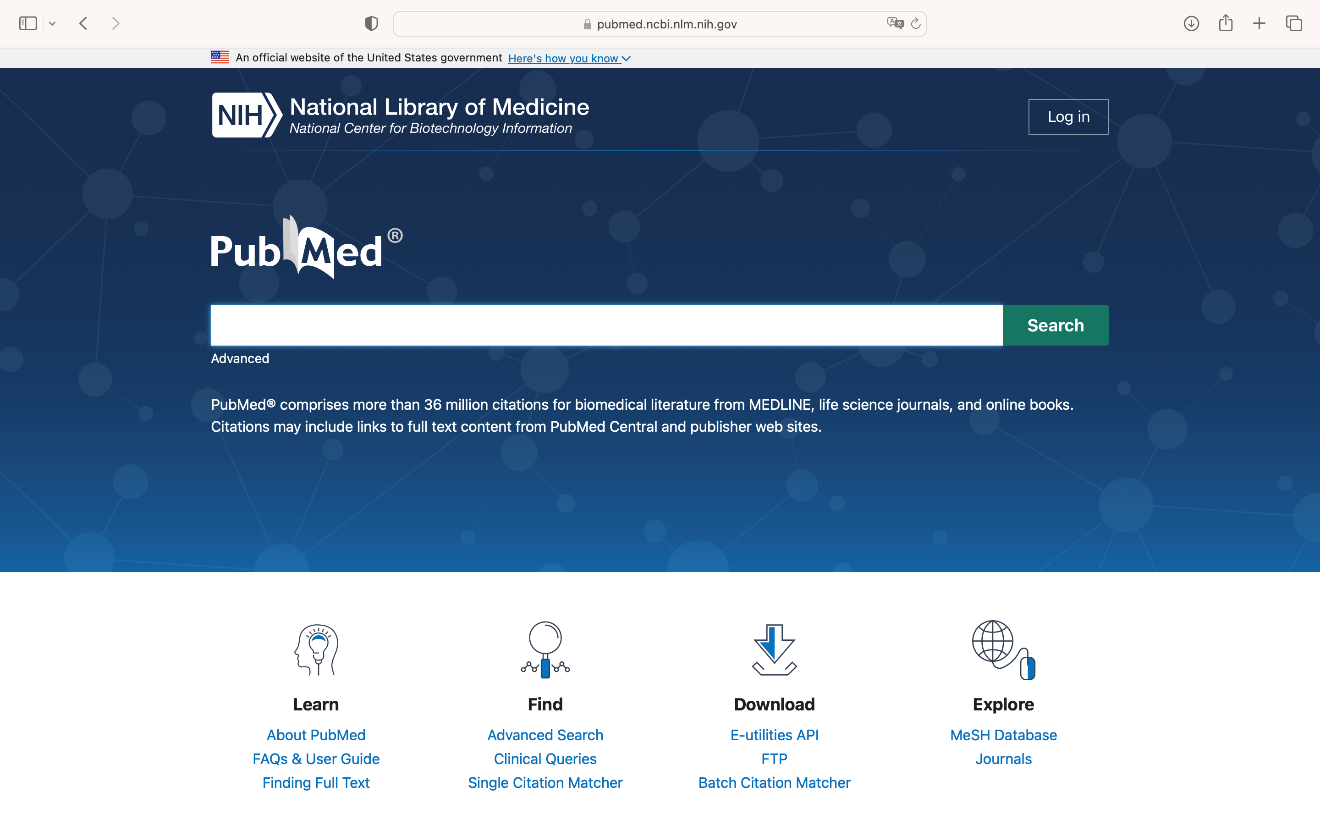 pubmed.ncbi.nlm.nih.gov
An official website of the United States government Here's how you know
NIH National Library of Medicine
National Center for Biotechnology Information
Log in
PubMed®
Search
Advanced
PubMed® comprises more than 36 million citations for biomedical literature from MEDLINE, life science journals, and online books.
Citations may include links to full text content from PubMed Central and publisher web sites.
Learn
About PubMed
FAQs & User Guide
Finding Full Text
Find
Advanced Search
Clinical Queries
Single Citation Matcher
Download
E-utilities API
FTP
Batch Citation Matcher
Explore
MeSH Database
Journals